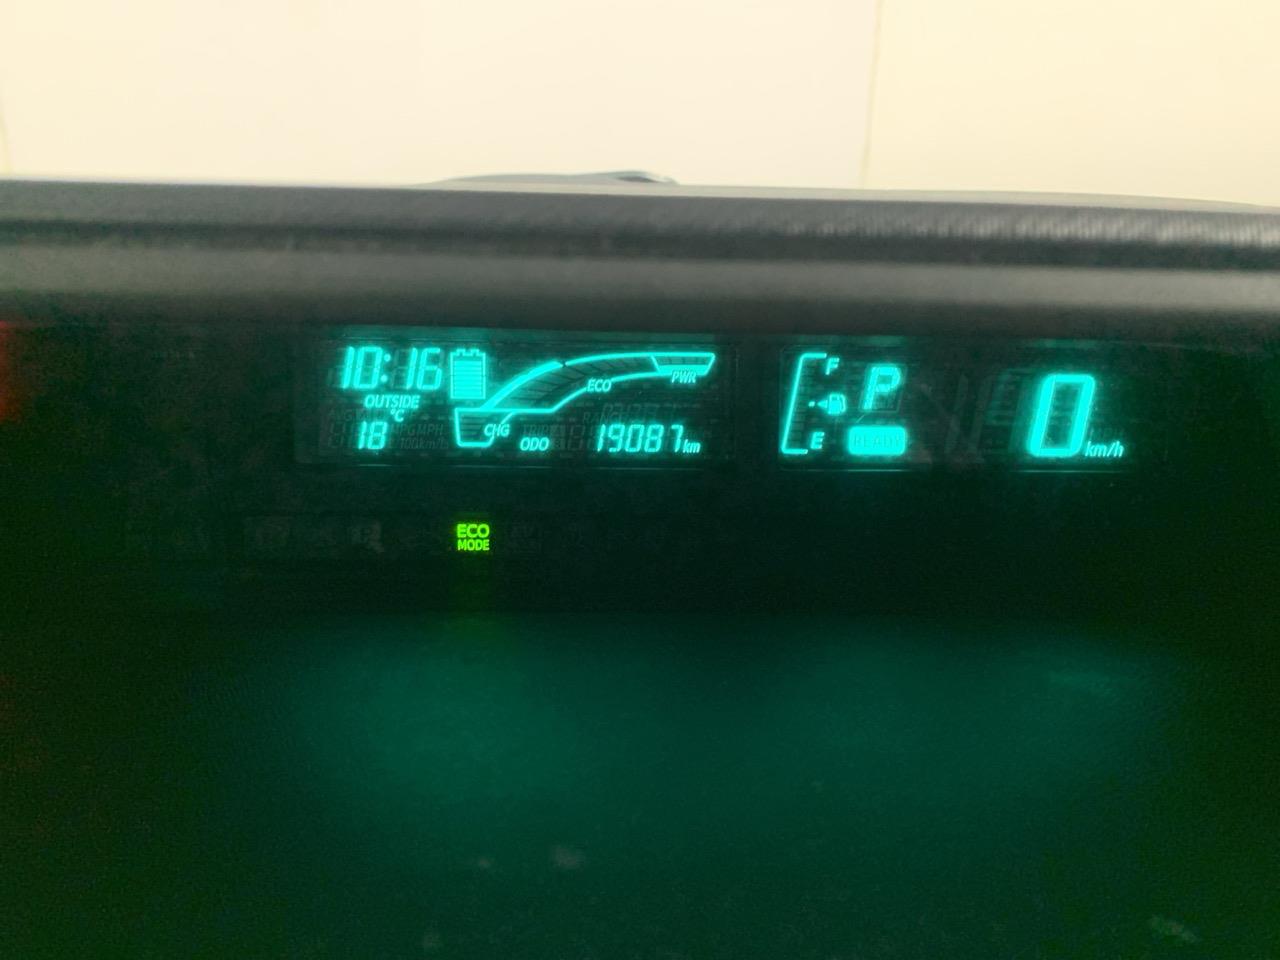 10:16
OUTSIDE
°C
18
CHG
ECO
PWR
ODO 19087 km
F
E
P
READY
0 km/h
ECO
MODE